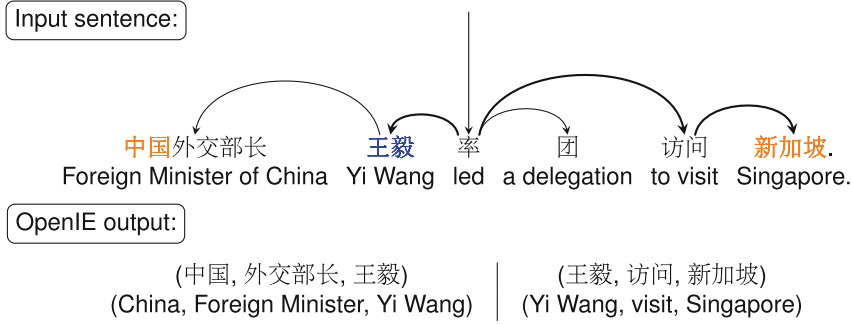 Input sentence:
中国外交部长 王毅 率 团 访问 新加坡.
Foreign Minister of China Yi Wang led a delegation to visit Singapore.
OpenIE output:
(中国, 外交部长, 王毅) (王毅, 访问, 新加坡)
(China, Foreign Minister, Yi Wang) (Yi Wang, visit, Singapore)